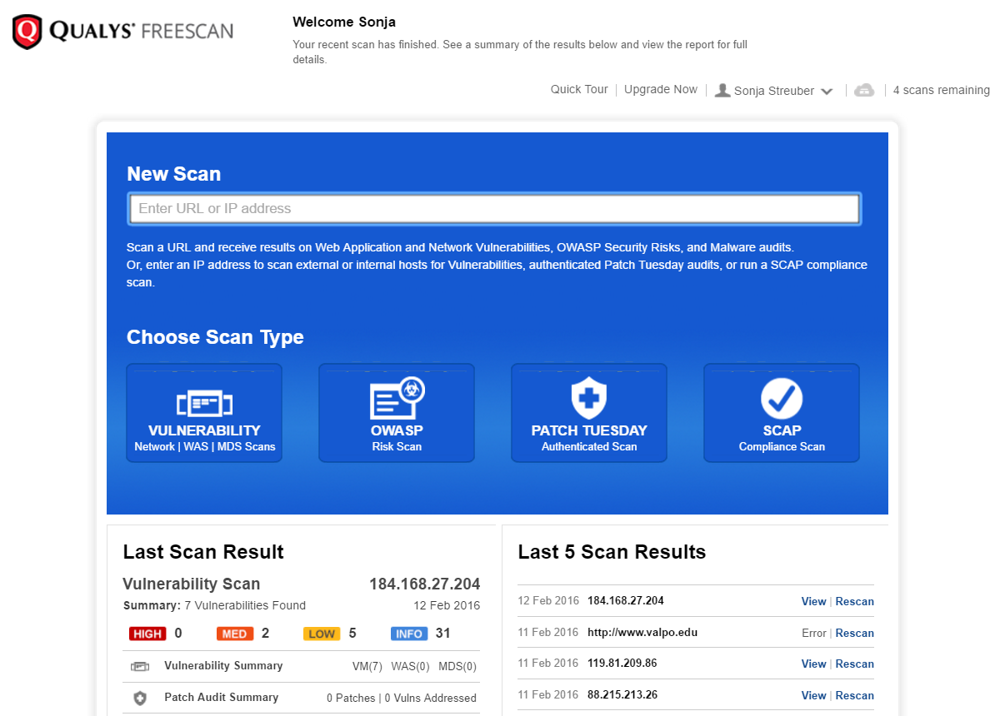 QUALYS® FREESCAN
Welcome Sonja
Your recent scan has finished. See a summary of the results below and view the report for full
details.
Quick Tour | Upgrade Now | Sonja Streuber | 4 scans remaining
New Scan
Enter URL or IP address
Scan a URL and receive results on Web Application and Network Vulnerabilities, OWASP Security Risks, and Malware audits.
Or, enter an IP address to scan external or internal hosts for Vulnerabilities, authenticated Patch Tuesday audits, or run a SCAP compliance
scan.
Choose Scan Type
VULNERABILITY
Network | WAS | MDS Scans
OWASP
Risk Scan
PATCH TUESDAY
Authenticated Scan
SCAP
Compliance Scan
Last Scan Result
Vulnerability Scan 184.168.27.204
Summary: 7 Vulnerabilities Found 12 Feb 2016
HIGH 0 MED 2 LOW 5 INFO 31
Vulnerability Summary VM(7) WAS(0) MDS(0)
Patch Audit Summary 0 Patches | 0 Vulns Addressed
Last 5 Scan Results
12 Feb 2016 184.168.27.204 View | Rescan
11 Feb 2016 http://www.valpo.edu Error | Rescan
11 Feb 2016 119.81.209.86 View | Rescan
11 Feb 2016 88.215.213.26 View | Rescan